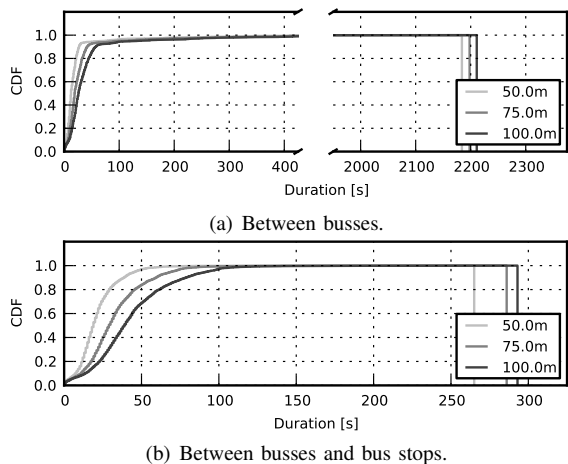 1.0
0.8
0.6
0.4
0.2
0.0
CDF
50.0m
75.0m
100.0m
0 100 200 300 400 2000 2100 2200 2300
Duration [s]
(a) Between busses.
1.0
0.8
0.6
0.4
0.2
0.0
CDF
50.0m
75.0m
100.0m
0 50 100 150 200 250 300
Duration [s]
(b) Between busses and bus stops.